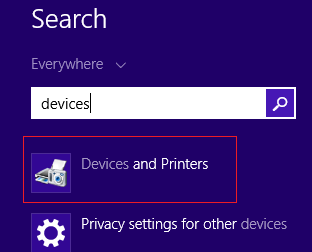 Search
Everywhere
devices
Devices and Printers
Privacy settings for other devices